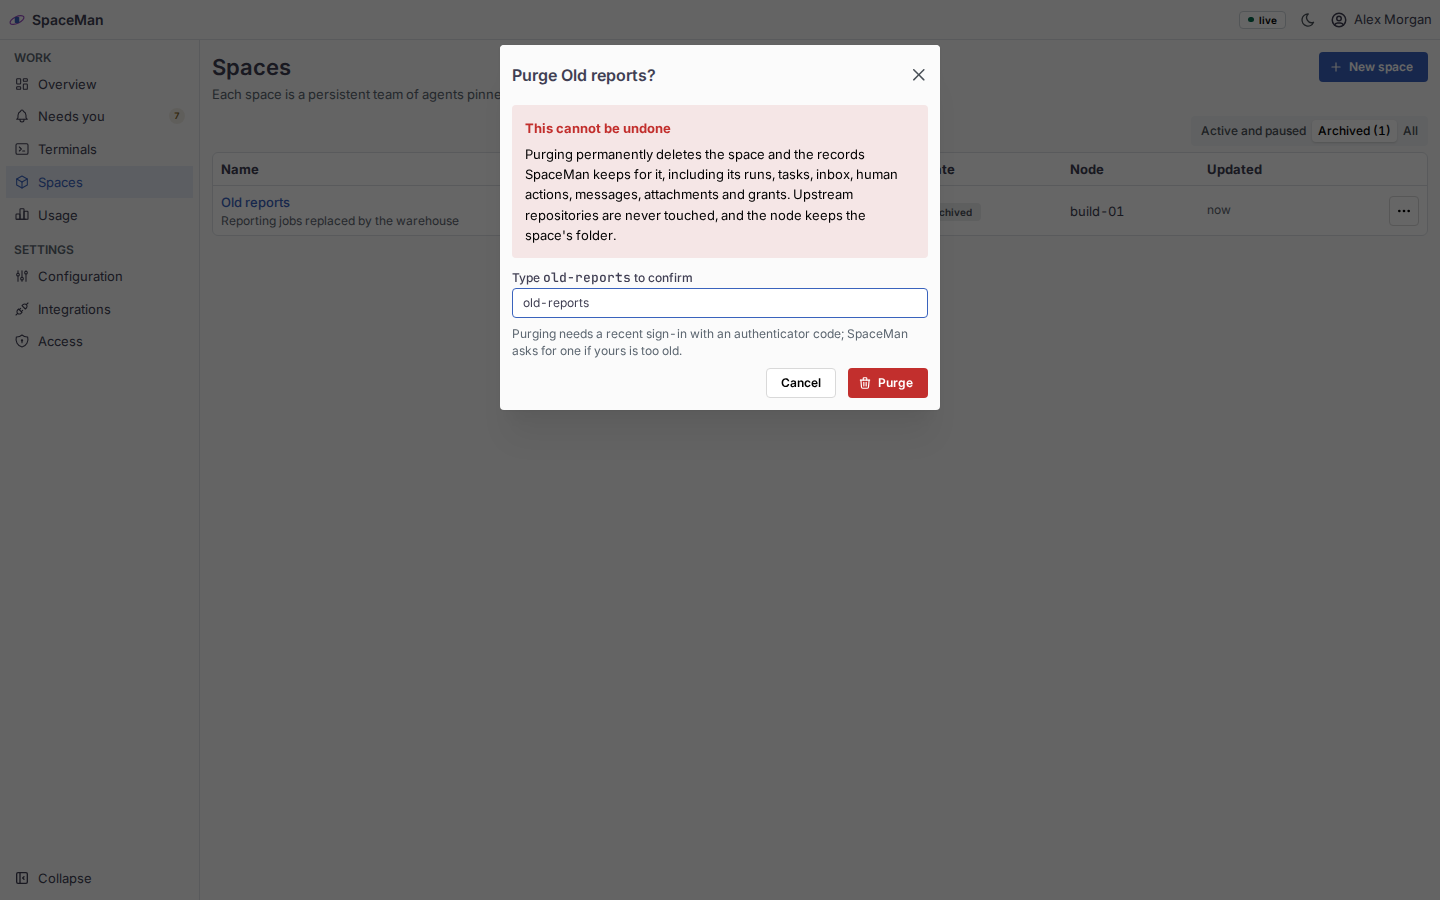 SpaceMan
live
Alex Morgan
WORK
Overview
Needs you
7
Terminals
Spaces
Usage
SETTINGS
Configuration
Integrations
Access
Collapse
Spaces
Each space is a persistent team of agents pinne
New space
Active and paused
Archived (1)
All
Name
Node
Updated
Old reports
Reporting jobs replaced by the warehouse
build-01
now
Purge Old reports?
This cannot be undone
Purging permanently deletes the space and the records
SpaceMan keeps for it, including its runs, tasks, inbox, human
actions, messages, attachments and grants. Upstream
repositories are never touched, and the node keeps the
space's folder.
Type old-reports to confirm
old-reports
Purging needs a recent sign-in with an authenticator code; SpaceMan
asks for one if yours is too old.
Cancel
Purge